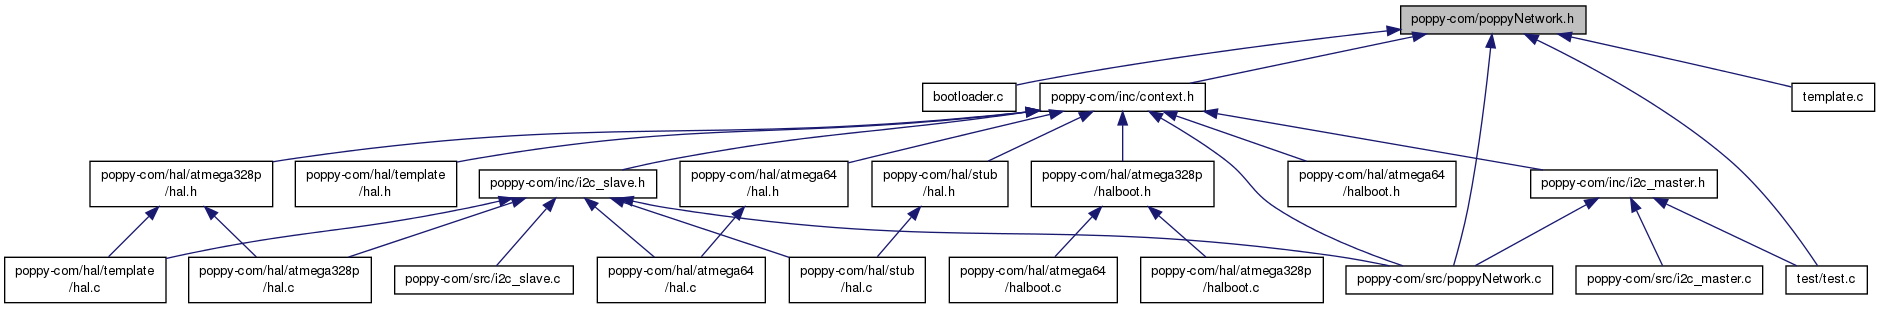 poppy-com/poppyNetwork.h
bootloader.c
poppy-com/inc/context.h
template.c
poppy-com/hal/atmega328p
/hal.h
poppy-com/hal/template
/hal.h
poppy-com/inc/i2c_slave.h
poppy-com/hal/atmega64
/hal.h
poppy-com/hal/stub
/hal.h
poppy-com/hal/atmega328p
/halboot.h
poppy-com/hal/atmega64
/halboot.h
poppy-com/inc/i2c_master.h
poppy-com/hal/template
/hal.c
poppy-com/hal/atmega328p
/hal.c
poppy-com/src/i2c_slave.c
poppy-com/hal/atmega64
/hal.c
poppy-com/hal/stub
/hal.c
poppy-com/hal/atmega64
/halboot.c
poppy-com/hal/atmega328p
/halboot.c
poppy-com/src/poppyNetwork.c
poppy-com/src/i2c_master.c
test/test.c